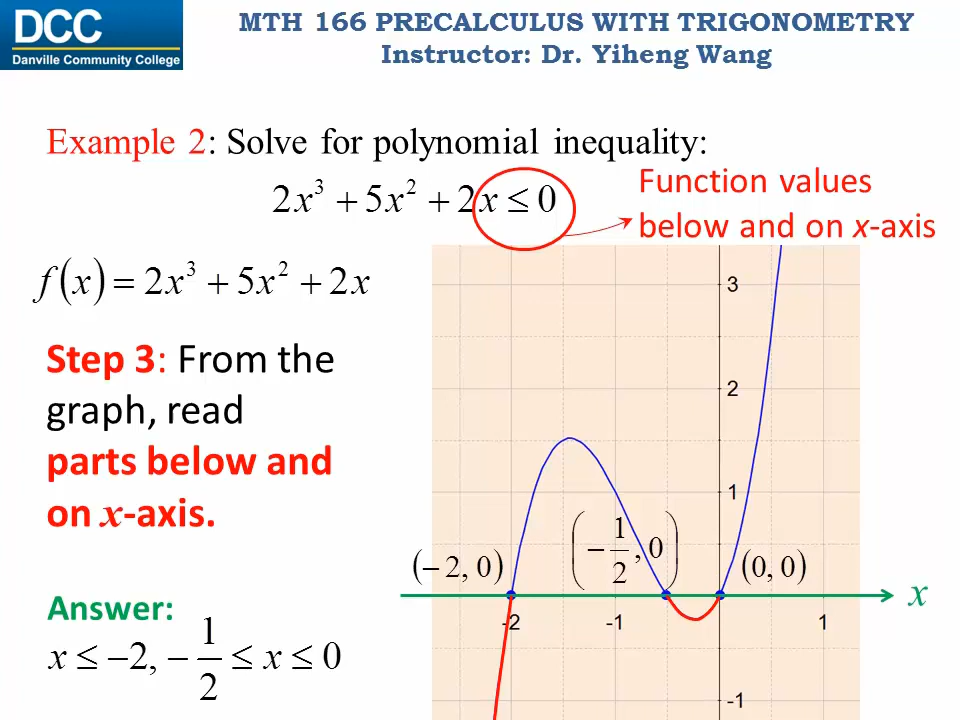 DCC
Danville Community College
MTH 166 PRECALCULUS WITH TRIGONOMETRY
Instructor: Dr. Yiheng Wang
Example 2: Solve for polynomial inequality:
2x³ + 5x² + 2x ≤ 0
Function values
below and on x-axis
f(x) = 2x³ + 5x² + 2x
Step 3: From the
graph, read
parts below and
on x-axis.
Answer:
x ≤ −2, −1/2 ≤ x ≤ 0
3
2
1
(−2, 0)
(−1/2, 0)
(0, 0)
x
-2
-1
1
-1